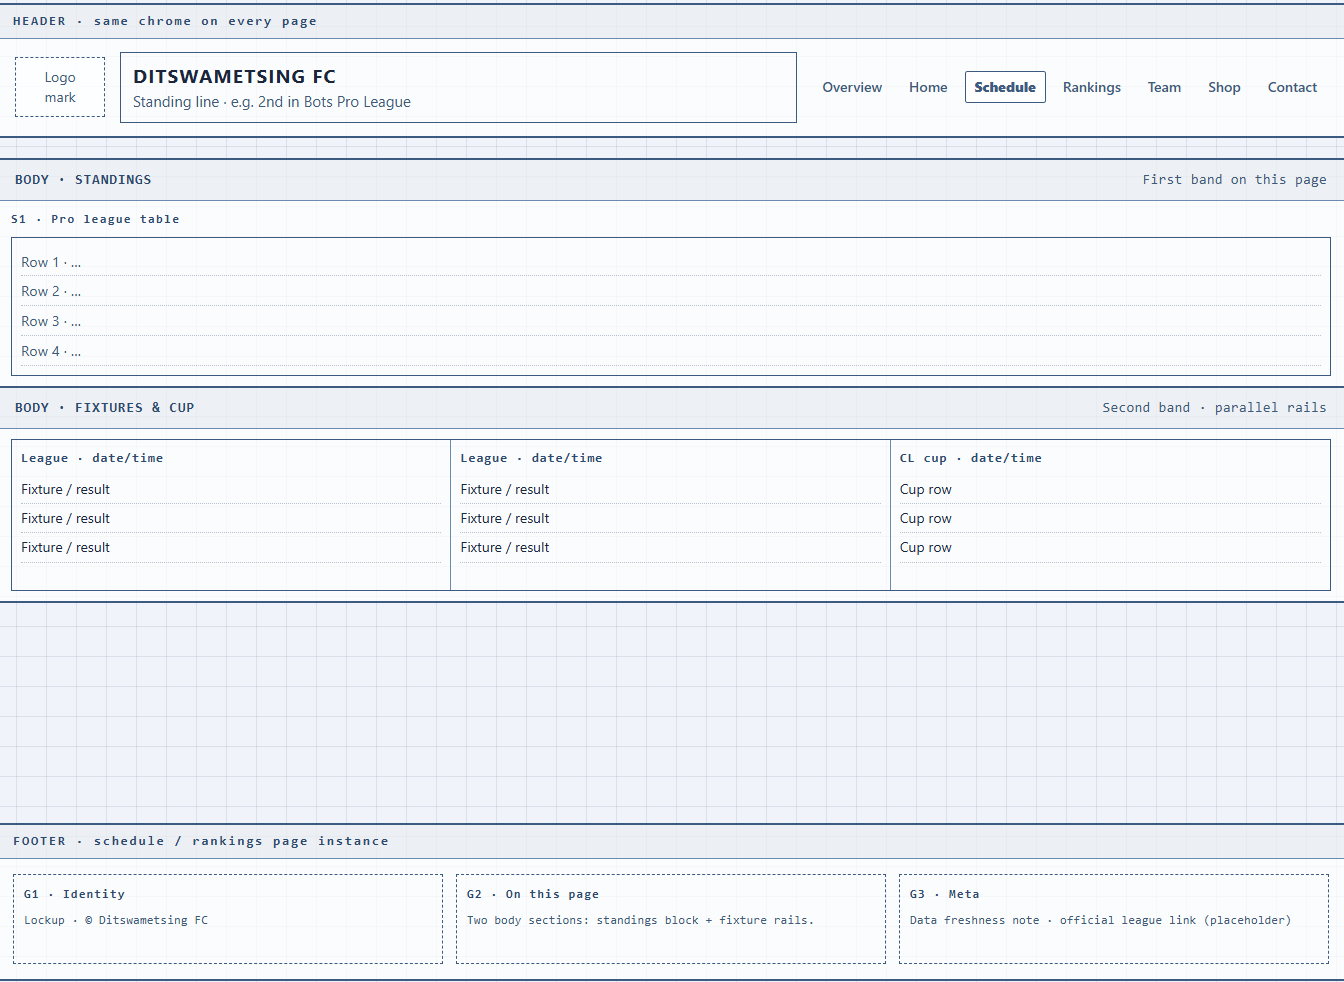 HEADER · same chrome on every page
Logo
mark
DITSWAMETSING FC
Standing line · e.g. 2nd in Bots Pro League
Overview Home Schedule Rankings Team Shop Contact
BODY · STANDINGS
First band on this page
S1 · Pro league table
Row 1 · ...
Row 2 · ...
Row 3 · ...
Row 4 · ...
BODY · FIXTURES & CUP
Second band · parallel rails
League · date/time
Fixture / result
Fixture / result
Fixture / result
League · date/time
Fixture / result
Fixture / result
Fixture / result
CL cup · date/time
Cup row
Cup row
Cup row
FOOTER · schedule / rankings page instance
G1 · Identity
Lockup · © Ditswametsing FC
G2 · On this page
Two body sections: standings block + fixture rails.
G3 · Meta
Data freshness note · official league link (placeholder)